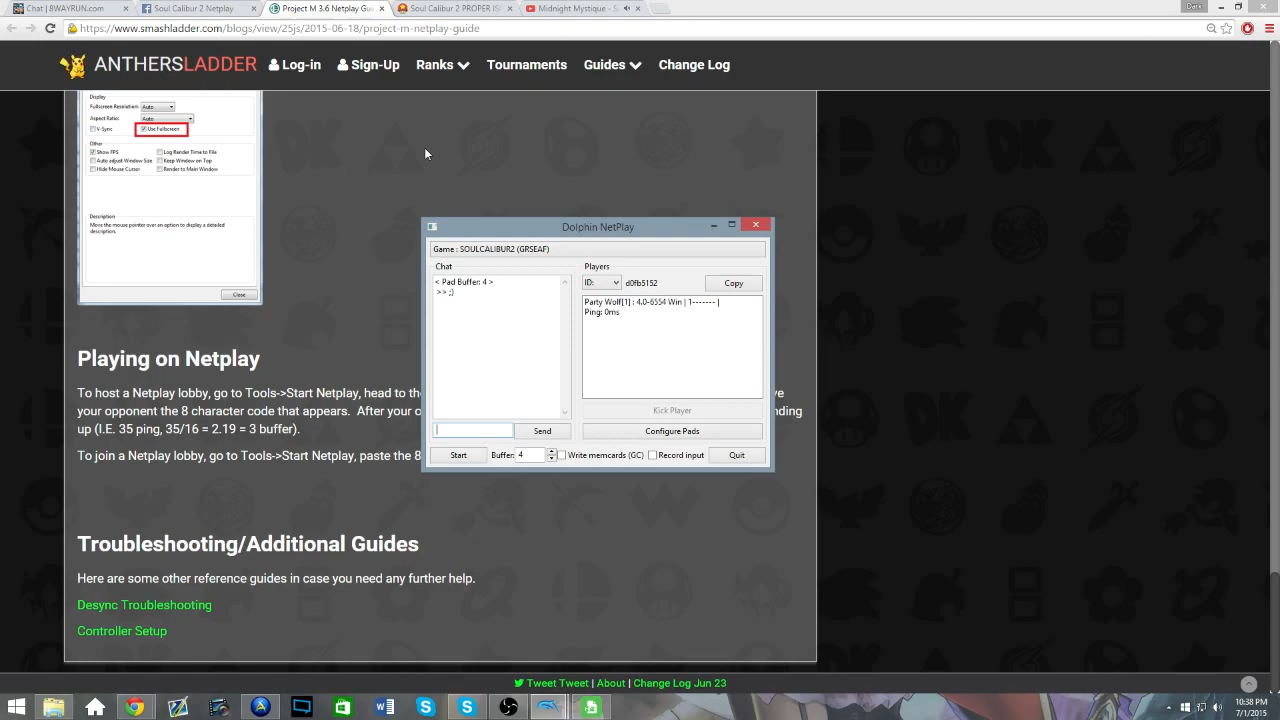 Chat | 8WAYRUN.com
Soul Calibur 2 Netplay
Project M 3.6 Netplay Gu
Soul Calibur 2 PROPER IS
Midnight Mystique - S
https://www.smashladder.com/blogs/view/25js/2015-06-18/project-m-netplay-guide
ANTHERSLADDER Log-in Sign-Up Ranks Tournaments Guides Change Log
Display
Fullscreen Resolution: Auto
Aspect Ratio: Auto
V-Sync Use Fullscreen
Other
Show FPS Log Render Time to File
Auto adjust Window Size Keep Window on Top
Hide Mouse Cursor Render to Main Window
Description
Move the mouse pointer over an option to display a detailed
description.
Close
Dolphin NetPlay
Game : SOULCALIBUR2 (GRSEAF)
Chat
< Pad Buffer: 4 >
>> ;)
Send
Players
ID: d0fb5152 Copy
Party Wolf[1] : 4.0-6554 Win | 1------- |
Ping: 0ms
Kick Player
Configure Pads
Start Buffer: 4 Write memcards (GC) Record input Quit
Playing on Netplay
To host a Netplay lobby, go to Tools->Start Netplay, head to the
your opponent the 8 character code that appears. After your o
up (I.E. 35 ping, 35/16 = 2.19 = 3 buffer).
To join a Netplay lobby, go to Tools->Start Netplay, paste the 8
Troubleshooting/Additional Guides
Here are some other reference guides in case you need any further help.
Desync Troubleshooting
Controller Setup
Tweet Tweet | About | Change Log Jun 23
10:38 PM
7/1/2015